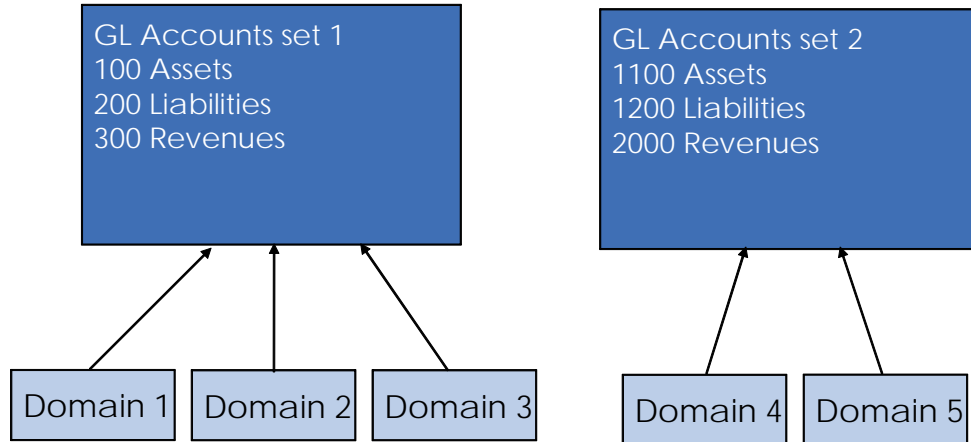 GL Accounts set 1
100 Assets
200 Liabilities
300 Revenues
GL Accounts set 2
1100 Assets
1200 Liabilities
2000 Revenues
Domain 1
Domain 2
Domain 3
Domain 4
Domain 5